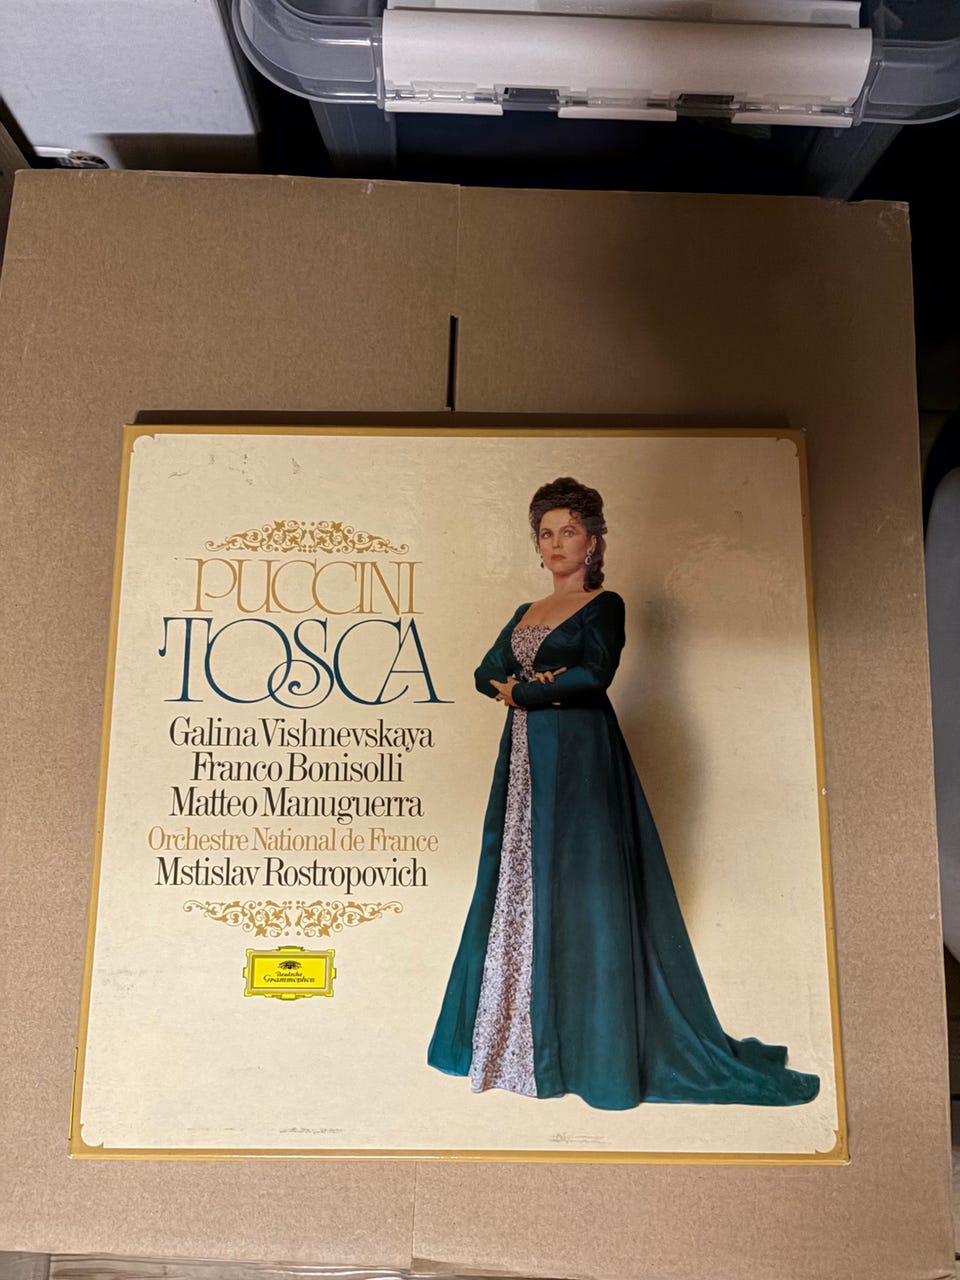 PUCCINI
TOSCA
Galina Vishnevskaya
Franco Bonisolli
Matteo Manuguerra
Orchestre National de France
Mstislav Rostropovich
Deutsche
Grammophon